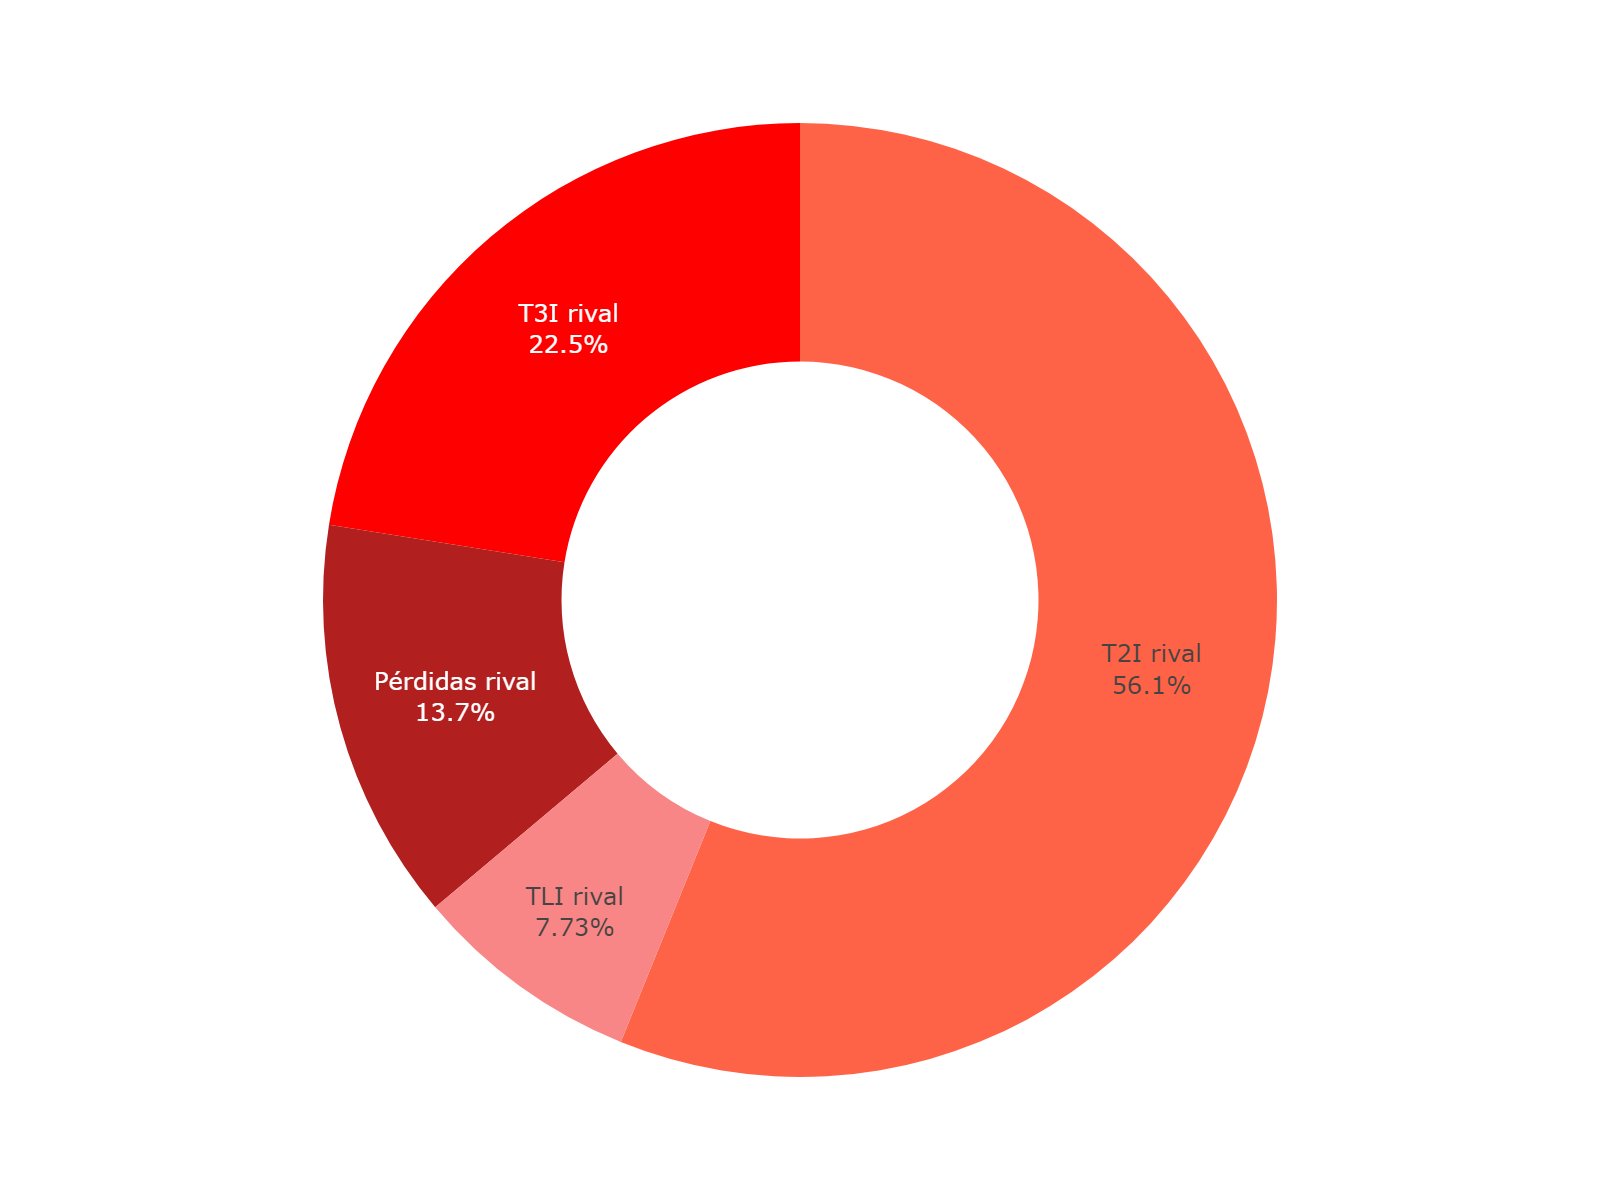 T3I rival
22.5%
T2I rival
56.1%
Pérdidas rival
13.7%
TLI rival
7.73%